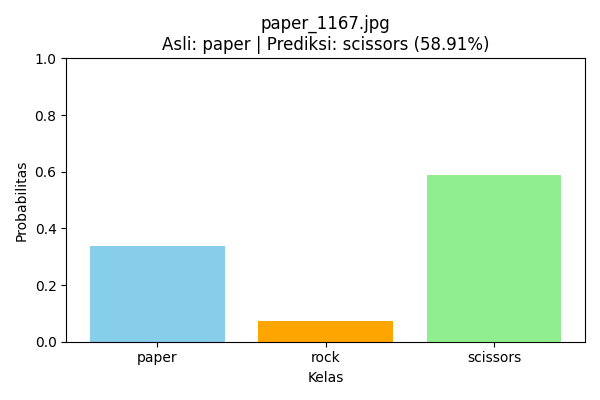 paper_1167.jpg
Asli: paper | Prediksi: scissors (58.91%)
1.0
0.8
0.6
0.4
0.2
0.0
Probabilitas
paper rock scissors
Kelas